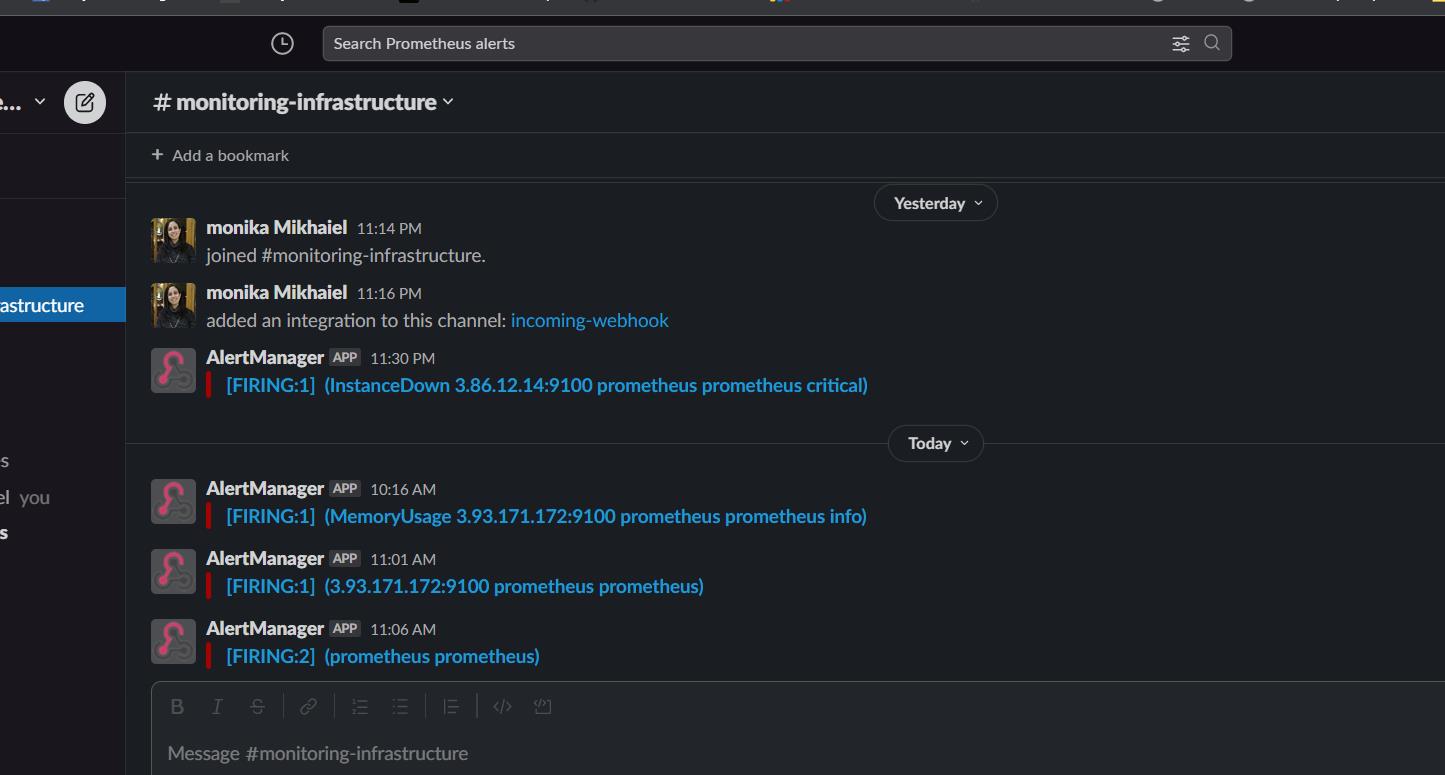 Search Prometheus alerts
e...
# monitoring-infrastructure
+ Add a bookmark
Yesterday
monika Mikhaiel 11:14 PM
joined #monitoring-infrastructure.
monika Mikhaiel 11:16 PM
rastructure
added an integration to this channel: incoming-webhook
AlertManager APP 11:30 PM
[FIRING:1] (InstanceDown 3.86.12.14:9100 prometheus prometheus critical)
Today
es
AlertManager APP 10:16 AM
el you
[FIRING:1] (MemoryUsage 3.93.171.172:9100 prometheus prometheus info)
s
AlertManager APP 11:01 AM
[FIRING:1] (3.93.171.172:9100 prometheus prometheus)
AlertManager APP 11:06 AM
[FIRING:2] (prometheus prometheus)
B I S
Message #monitoring-infrastructure